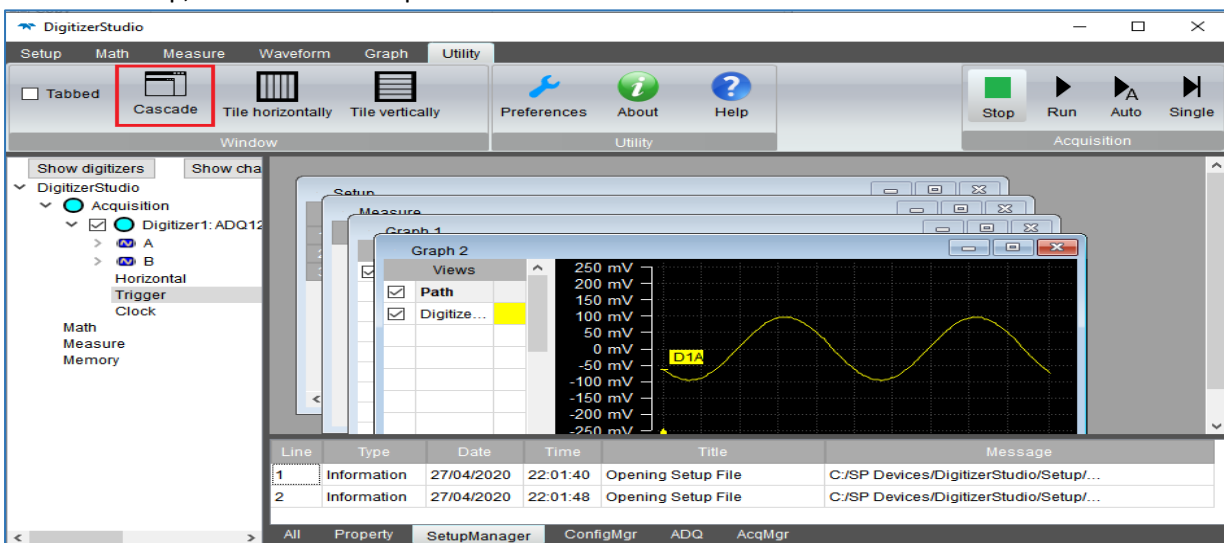 DigitizerStudio
Setup Math Measure Waveform Graph Utility
Tabbed Cascade Tile horizontally Tile vertically Preferences About Help Stop Run Auto Single
Window Utility Acquisition
Show digitizers Show cha
DigitizerStudio
Acquisition
Digitizer1: ADQ12
A
B
Horizontal
Trigger
Clock
Math
Measure
Memory
Setup
Measure
Graph 1
Graph 2
Views
Path
Digitize...
250 mV
200 mV
150 mV
100 mV
50 mV
0 mV
-50 mV
-100 mV
-150 mV
-200 mV
-250 mV
D1A
Line Type Date Time Title Message
1 Information 27/04/2020 22:01:40 Opening Setup File C:/SP Devices/DigitizerStudio/Setup/...
2 Information 27/04/2020 22:01:48 Opening Setup File C:/SP Devices/DigitizerStudio/Setup/...
All Property SetupManager ConfigMgr ADQ AcqMgr